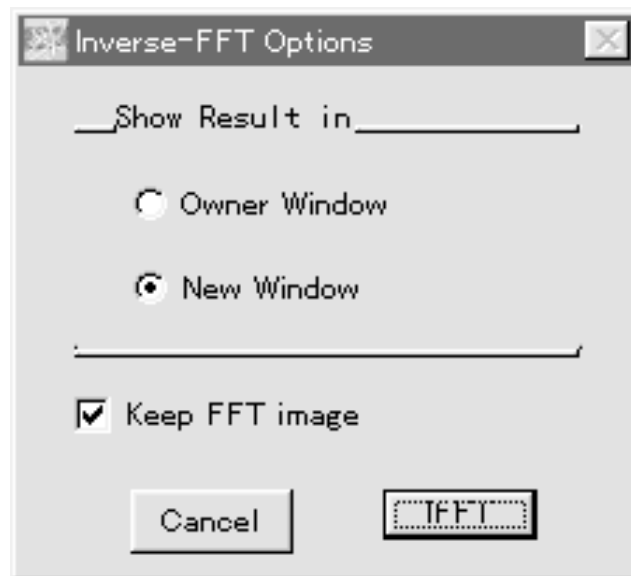 Inverse-FFT Options
Show Result in
Owner Window
New Window
Keep FFT image
Cancel
IFFT